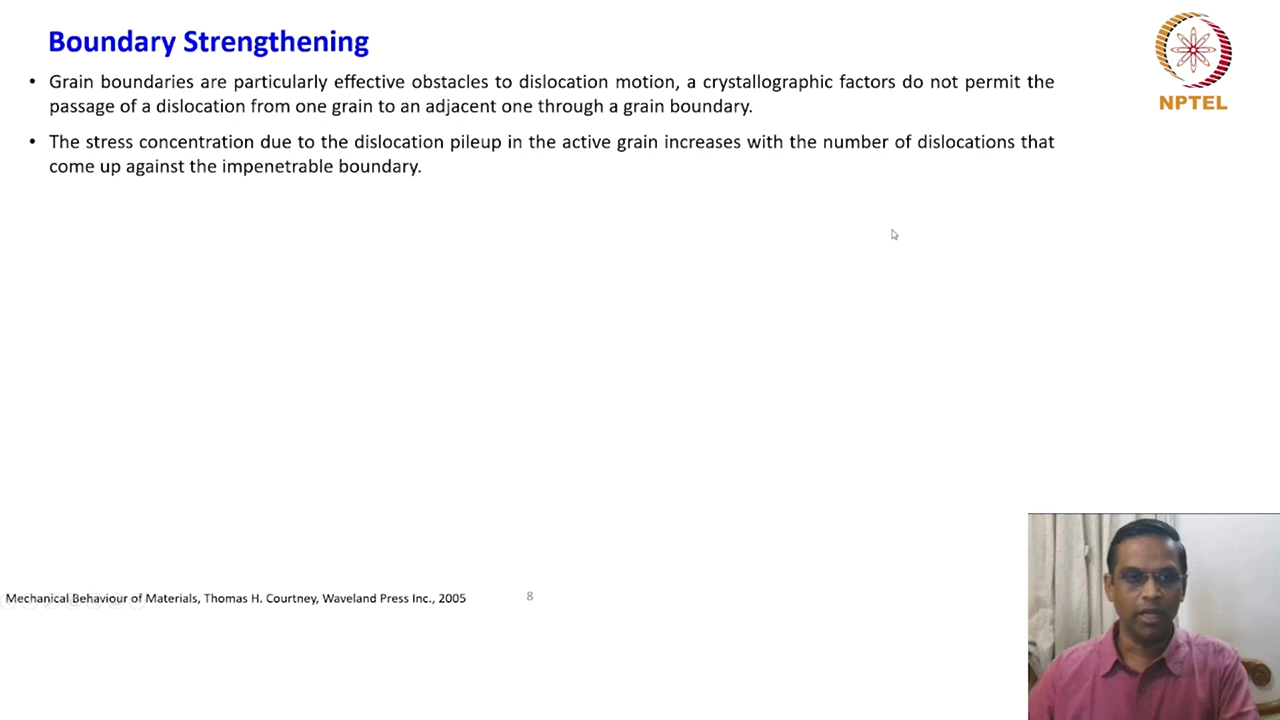 Boundary Strengthening
• Grain boundaries are particularly effective obstacles to dislocation motion, a crystallographic factors do not permit the
passage of a dislocation from one grain to an adjacent one through a grain boundary.
• The stress concentration due to the dislocation pileup in the active grain increases with the number of dislocations that
come up against the impenetrable boundary.
NPTEL
Mechanical Behaviour of Materials, Thomas H. Courtney, Waveland Press Inc., 2005
8